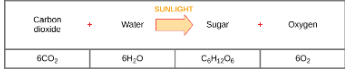 SUNLIGHT
Carbon dioxide + Water Sugar + Oxygen
6CO₂ 6H₂O C₆H₁₂O₆ 6O₂